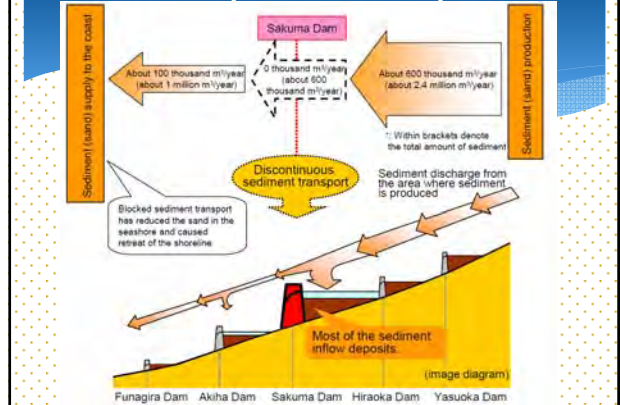 Sakuma Dam
Sediment (sand) supply to the coast
About 100 thousand m³/year
(about 1 million m³/year)
0 thousand m³/year
(about 600
thousand m³/year)
About 600 thousand m³/year
(about 2.4 million m³/year)
Sediment (sand) production
*: Within brackets denote
the total amount of sediment
Discontinuous
sediment transport
Sediment discharge from
the area where sediment
is produced
Blocked sediment transport
has reduced the sand in the
seashore and caused
retreat of the shoreline
Most of the sediment
inflow deposits.
(image diagram)
Funagira Dam Akiha Dam Sakuma Dam Hiraoka Dam Yasuoka Dam